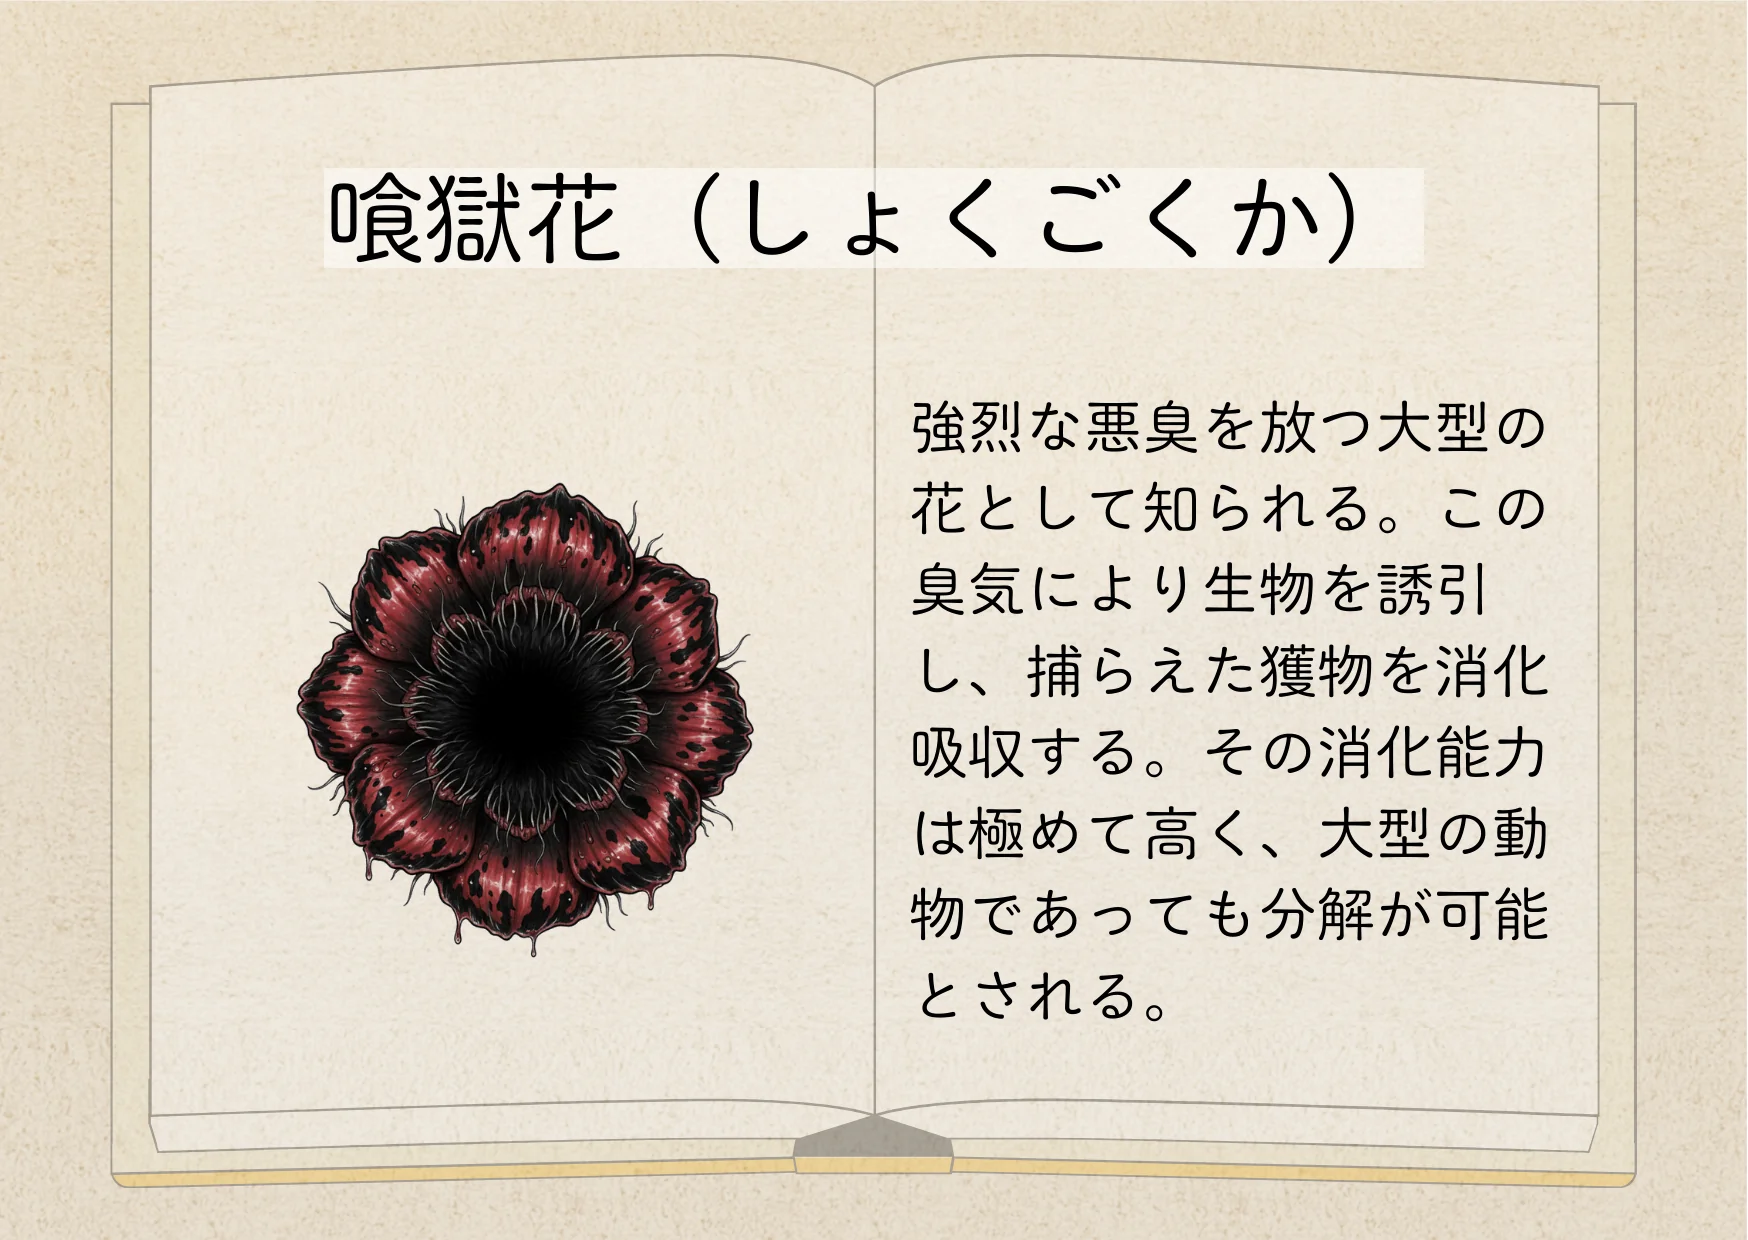 喰獄花（しょくごくか）
強烈な悪臭を放つ大型の
花として知られる。この
臭気により生物を誘引
し、捕らえた獲物を消化
吸収する。その消化能力
は極めて高く、大型の動
物であっても分解が可能
とされる。